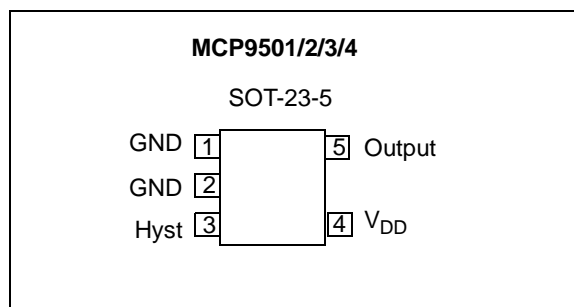 MCP9501/2/3/4
SOT-23-5
GND 1 5 Output
GND 2
Hyst 3 4 VDD